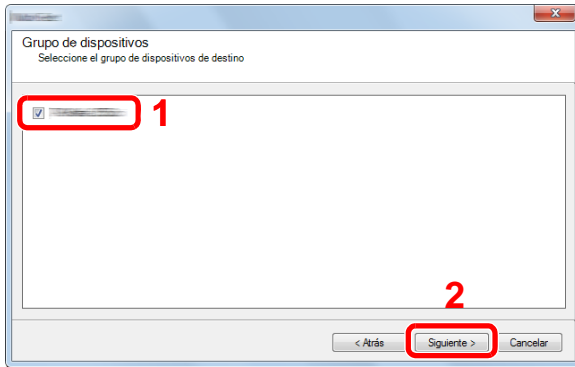 Grupo de dispositivos
Seleccione el grupo de dispositivos de destino
1
2
< Atrás
Siguiente >
Cancelar